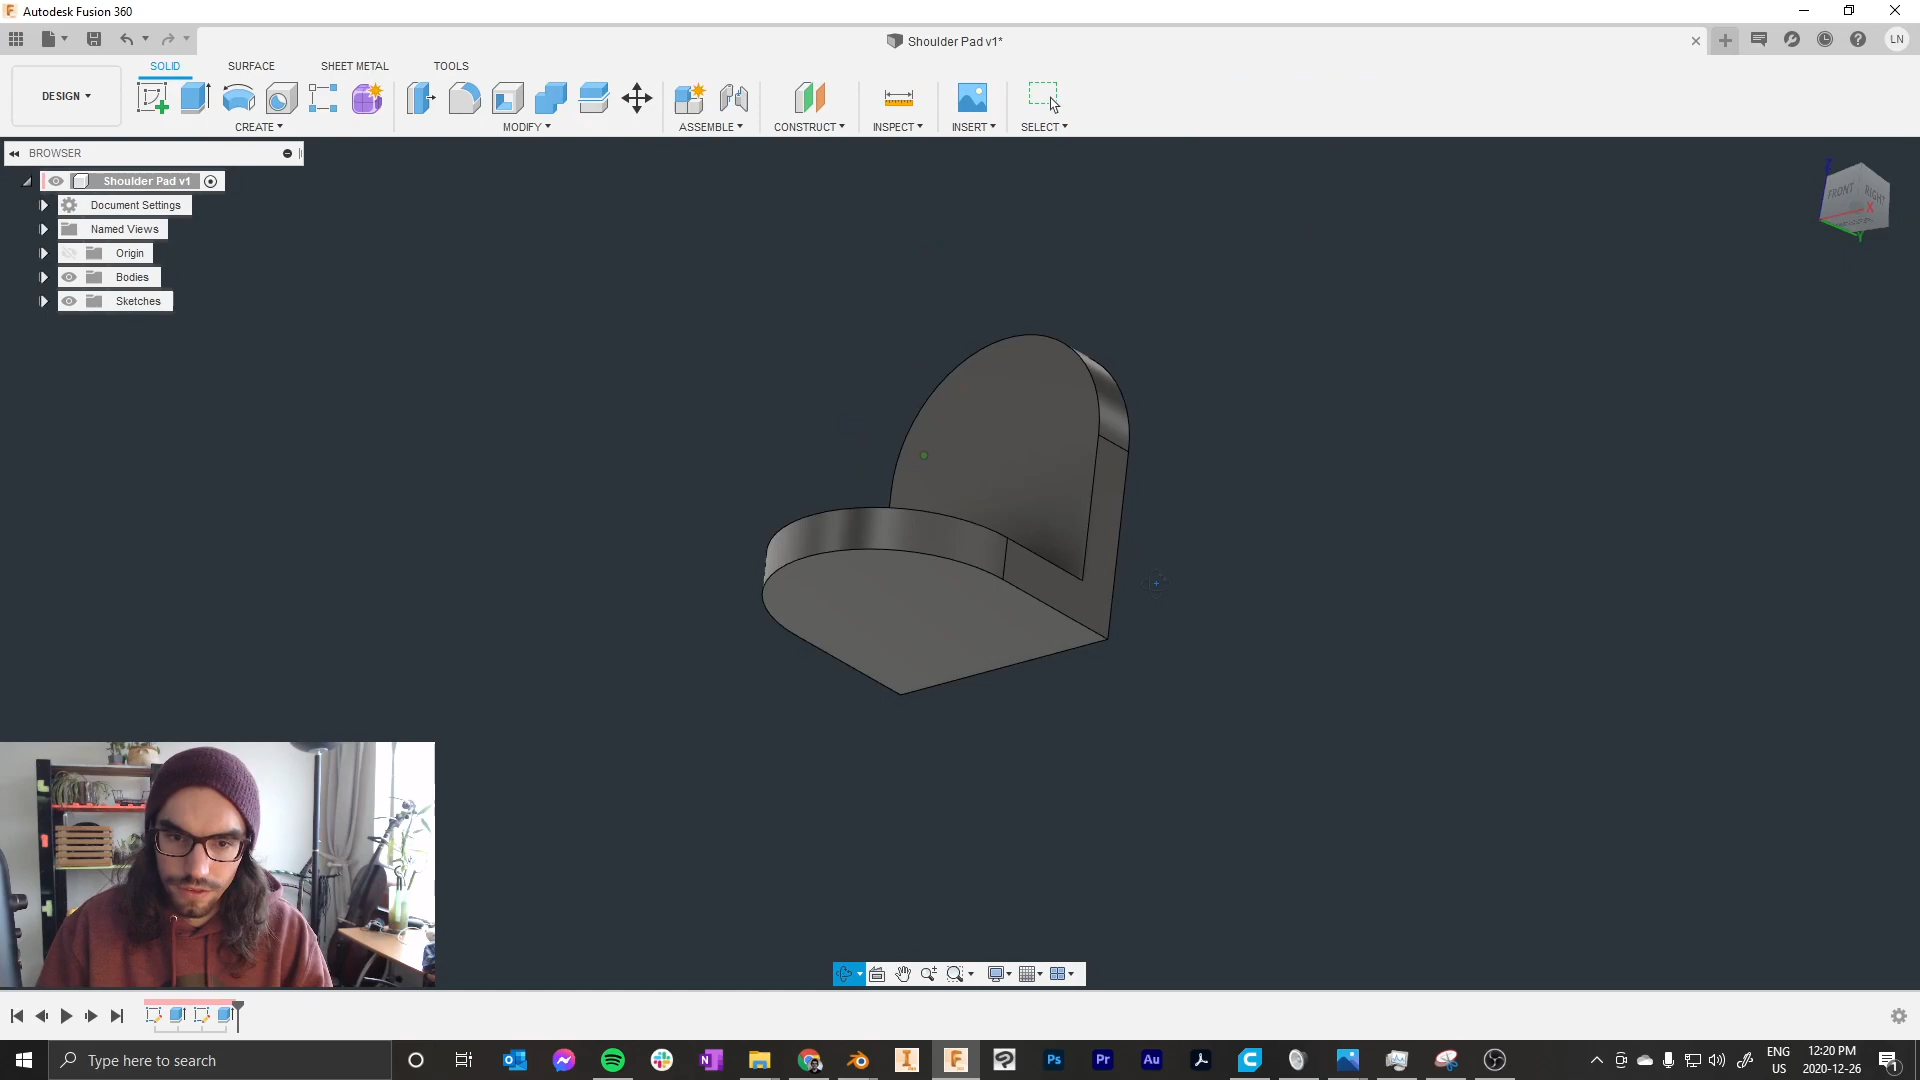 Autodesk Fusion 360
Shoulder Pad v1*
LN
SOLID
SURFACE
SHEET METAL
TOOLS
DESIGN
CREATE
MODIFY
ASSEMBLE
CONSTRUCT
INSPECT
INSERT
SELECT
BROWSER
Shoulder Pad v1
Document Settings
Named Views
Origin
Bodies
Sketches
Z
FRONT
RIGHT
X
Y
Type here to search
ENG
US
12:20 PM
2020-12-26